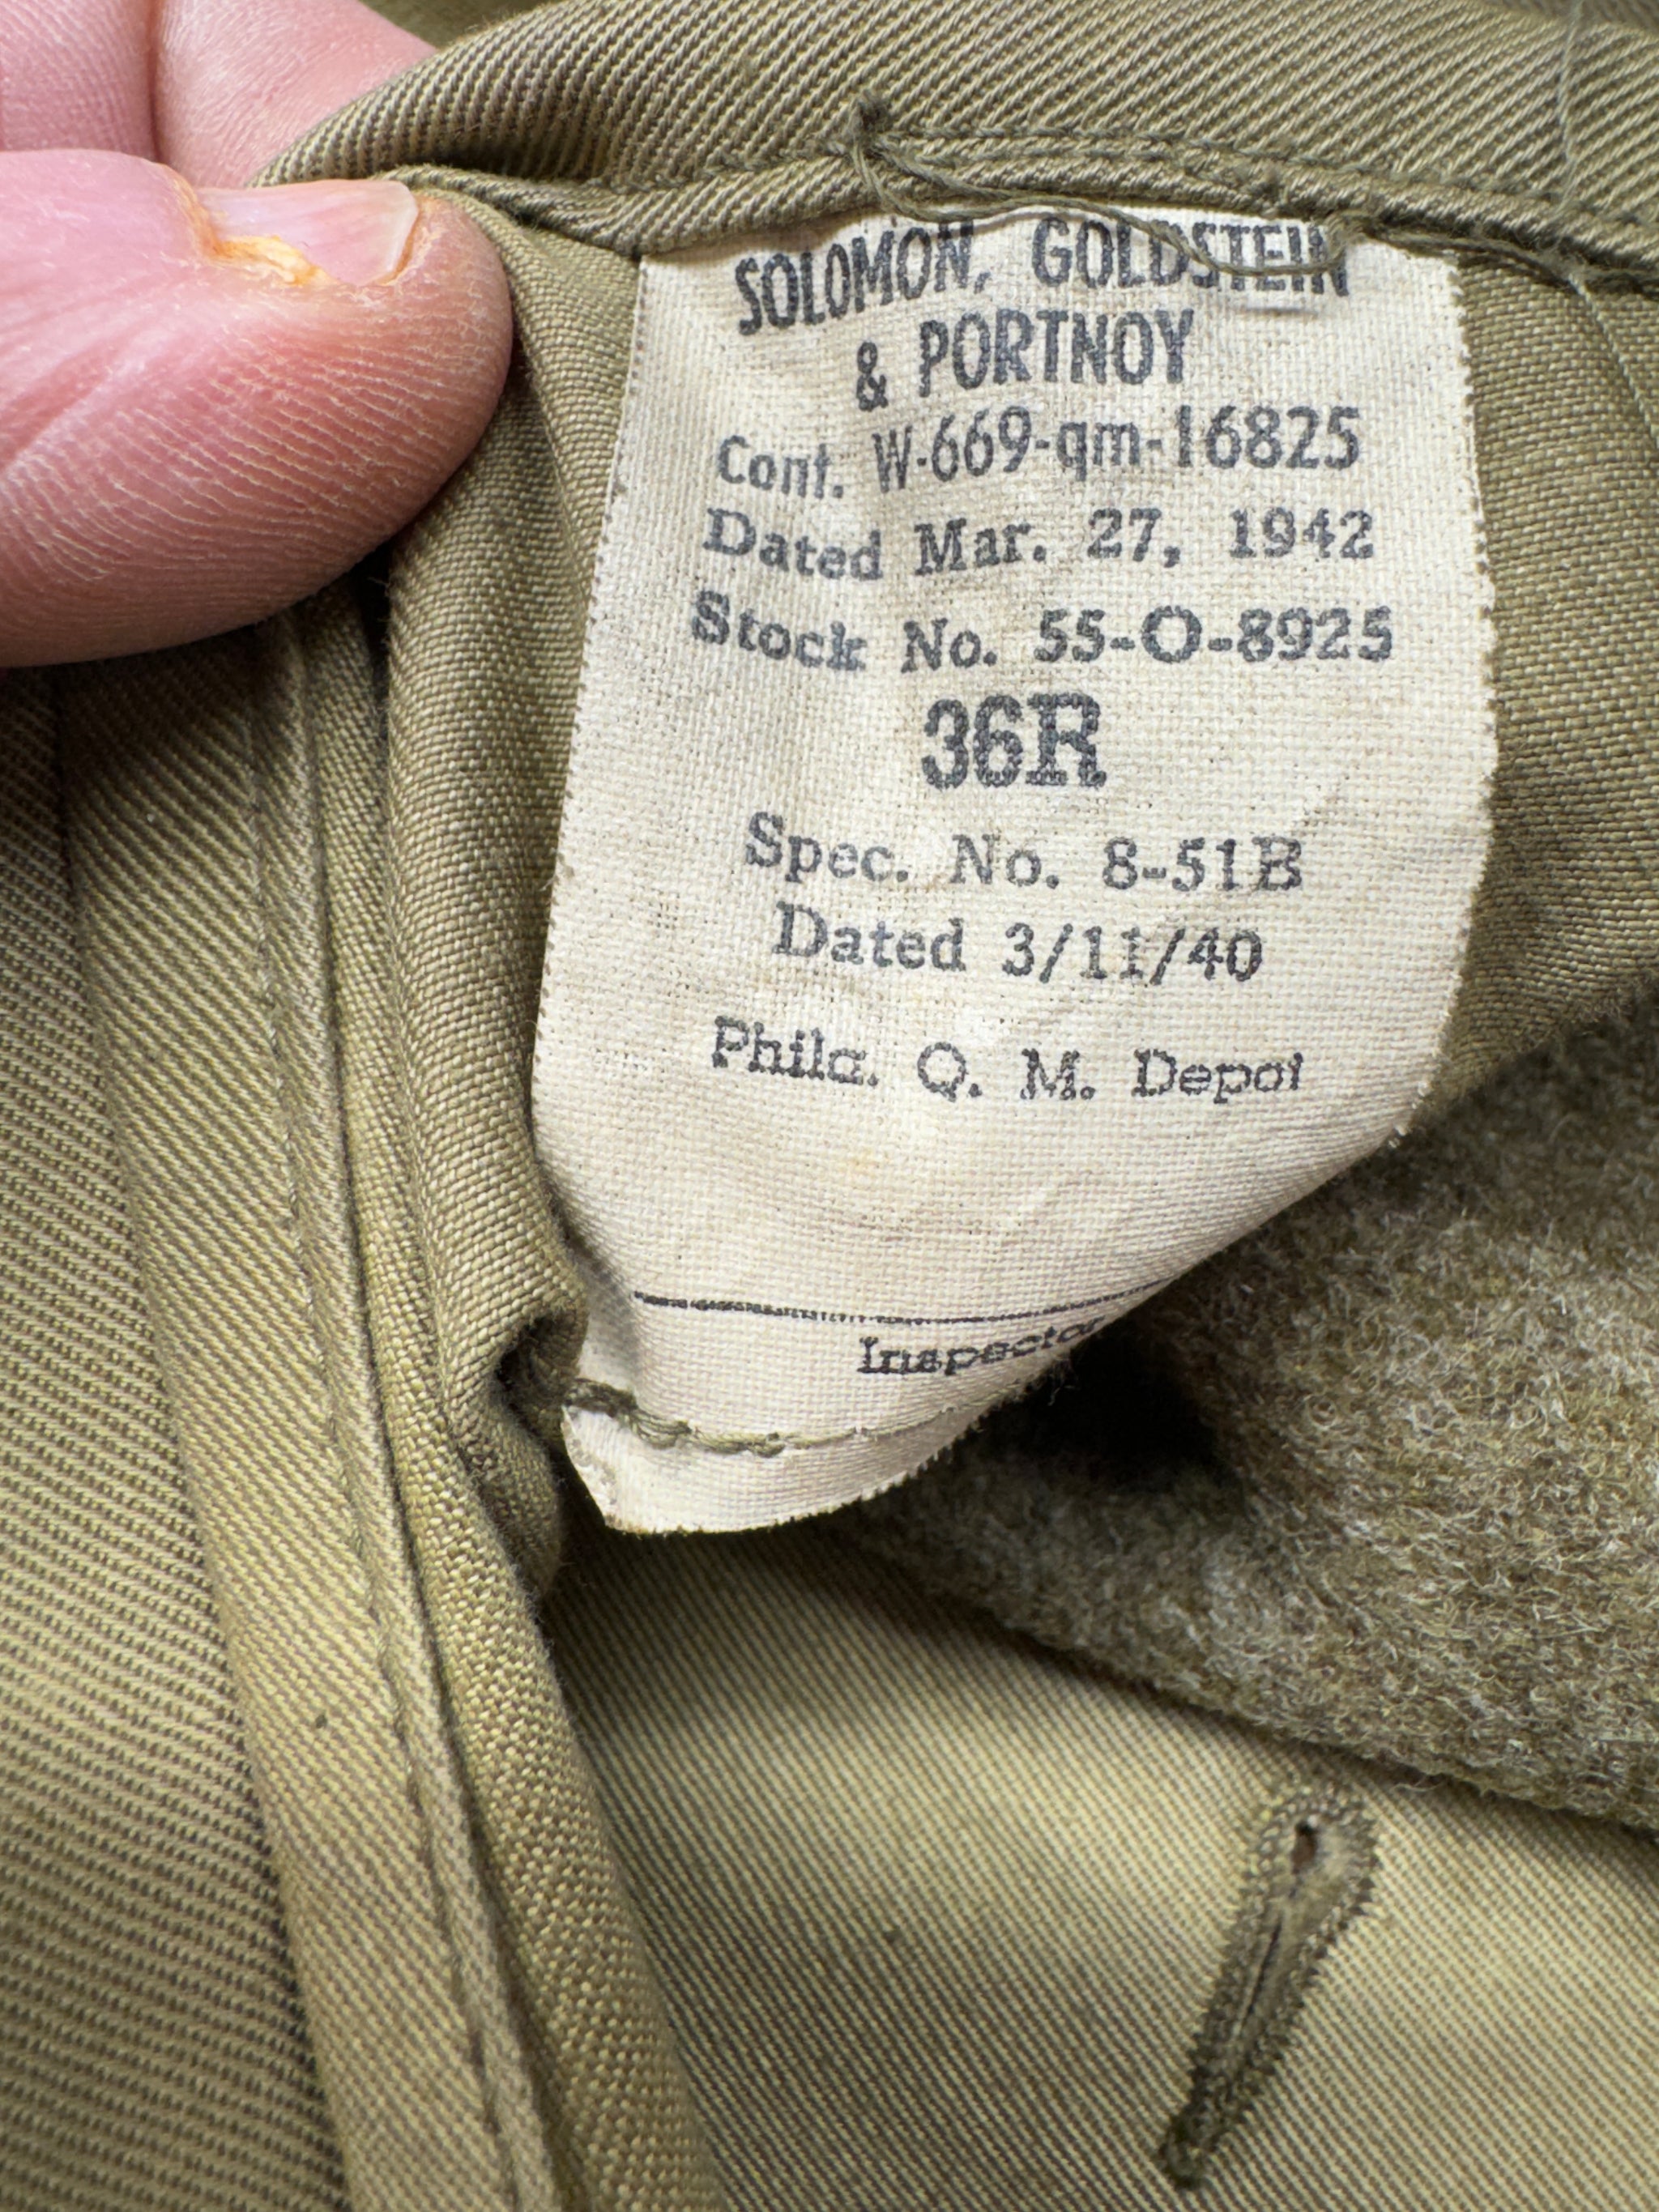 SOLOMON, GOLDSTEIN
& PORTNOY
Cont. W-669-qm-16825
Dated Mar. 27, 1942
Stock No. 55-O-8925
36R
Spec. No. 8-51B
Dated 3/11/40
Phila. Q. M. Depot
Inspector